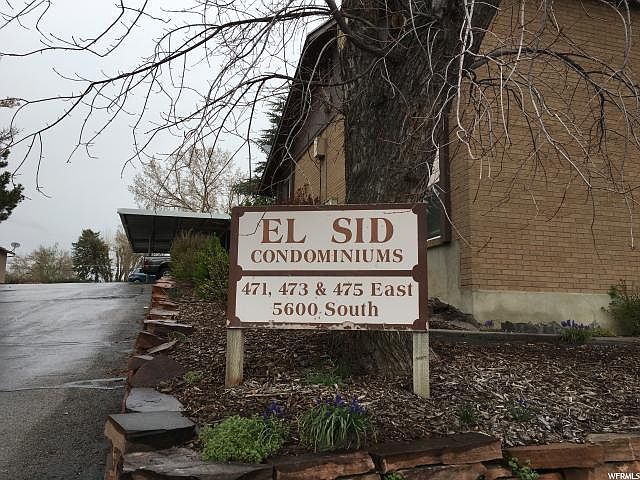 EL SID
CONDOMINIUMS
471, 473 & 475 East
5600 South
WFRMLS